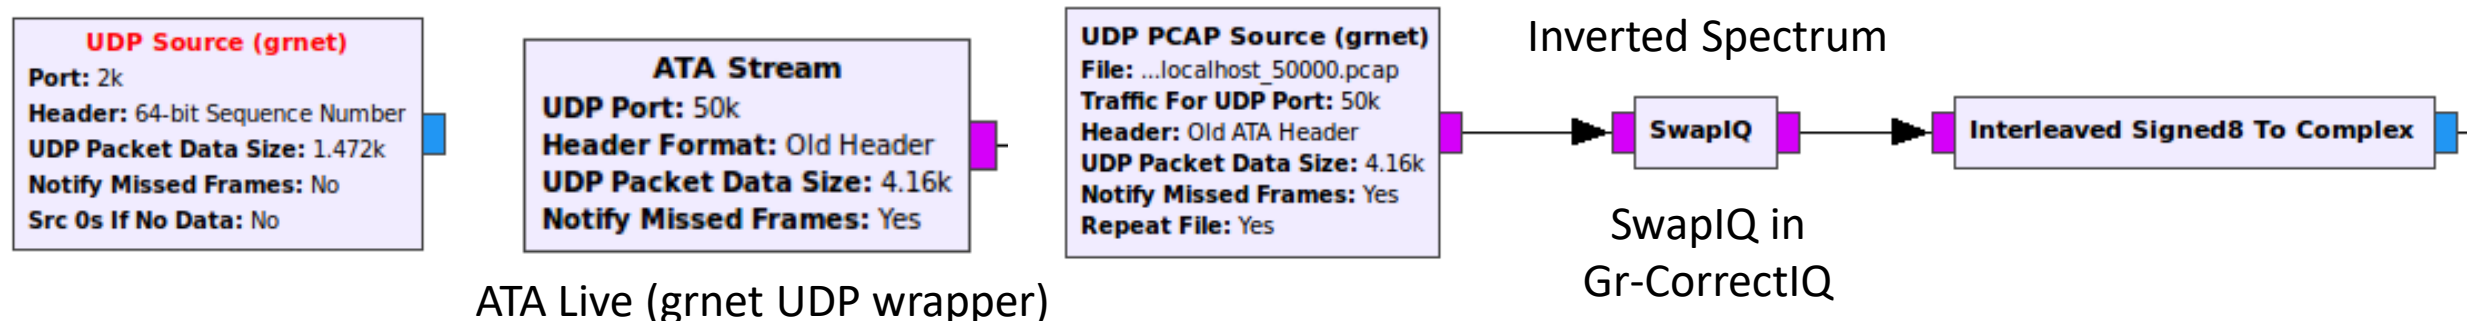 UDP Source (grnet)
Port: 2k
Header: 64-bit Sequence Number
UDP Packet Data Size: 1.472k
Notify Missed Frames: No
Src 0s If No Data: No
ATA Stream
UDP Port: 50k
Header Format: Old Header
UDP Packet Data Size: 4.16k
Notify Missed Frames: Yes
ATA Live (grnet UDP wrapper)
UDP PCAP Source (grnet)
File: ...localhost_50000.pcap
Traffic For UDP Port: 50k
Header: Old ATA Header
UDP Packet Data Size: 4.16k
Notify Missed Frames: Yes
Repeat File: Yes
Inverted Spectrum
SwapIQ
SwapIQ in
Gr-CorrectIQ
Interleaved Signed8 To Complex